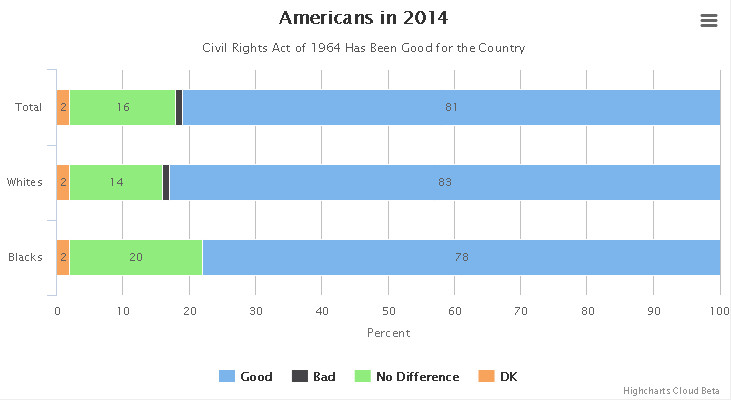 Americans in 2014
Civil Rights Act of 1964 Has Been Good for the Country
Total 2 16 81
Whites 2 14 83
Blacks 2 20 78
0 10 20 30 40 50 60 70 80 90 100
Percent
Good Bad No Difference DK
Highcharts Cloud Beta